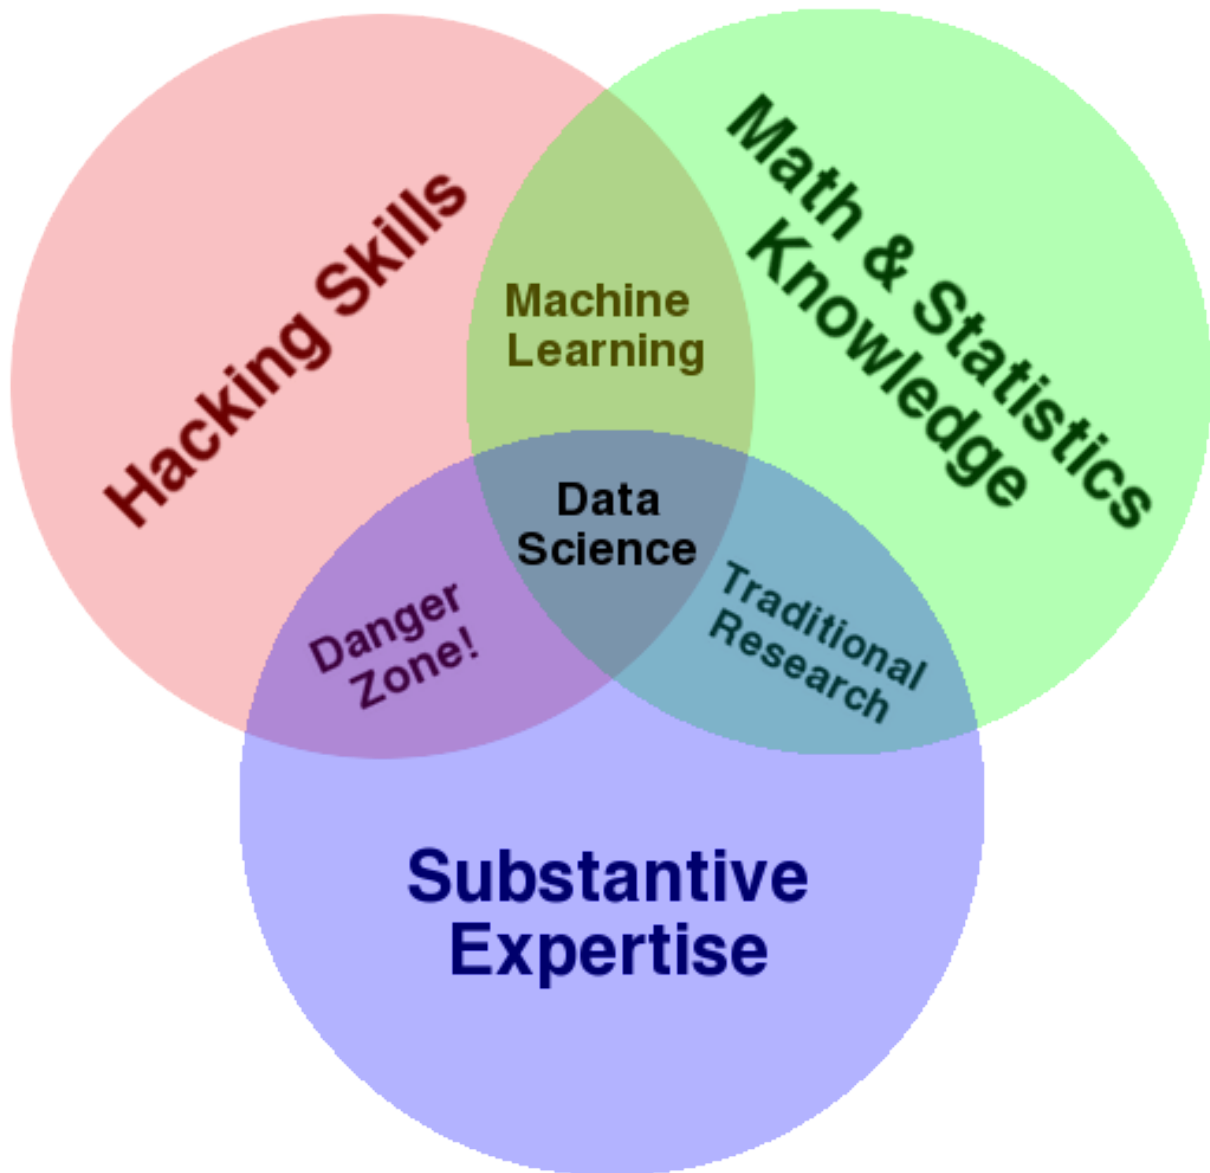 Hacking Skills
Math & Statistics
Knowledge
Machine
Learning
Data
Science
Danger
Zone!
Traditional
Research
Substantive
Expertise